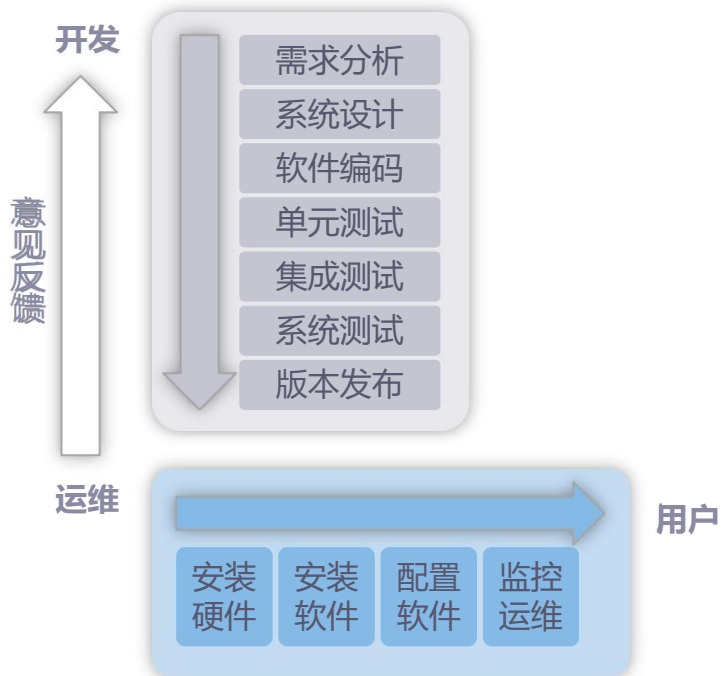 开发
需求分析
系统设计
软件编码
单元测试
集成测试
系统测试
版本发布
意见反馈
运维
用户
安装
硬件
安装
软件
配置
软件
监控
运维